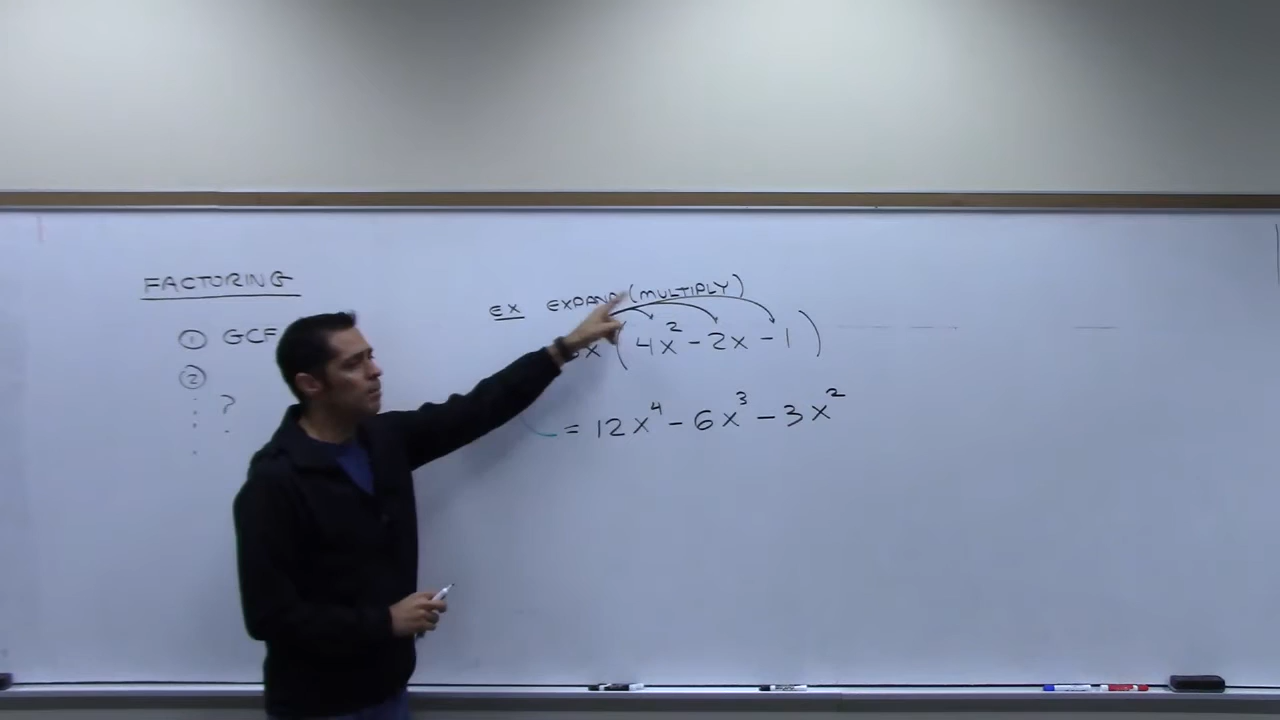 FACTORING
① GCF
②
?
EX EXPAND (MULTIPLY)
x (4x² - 2x - 1)
= 12x⁴ - 6x³ - 3x²